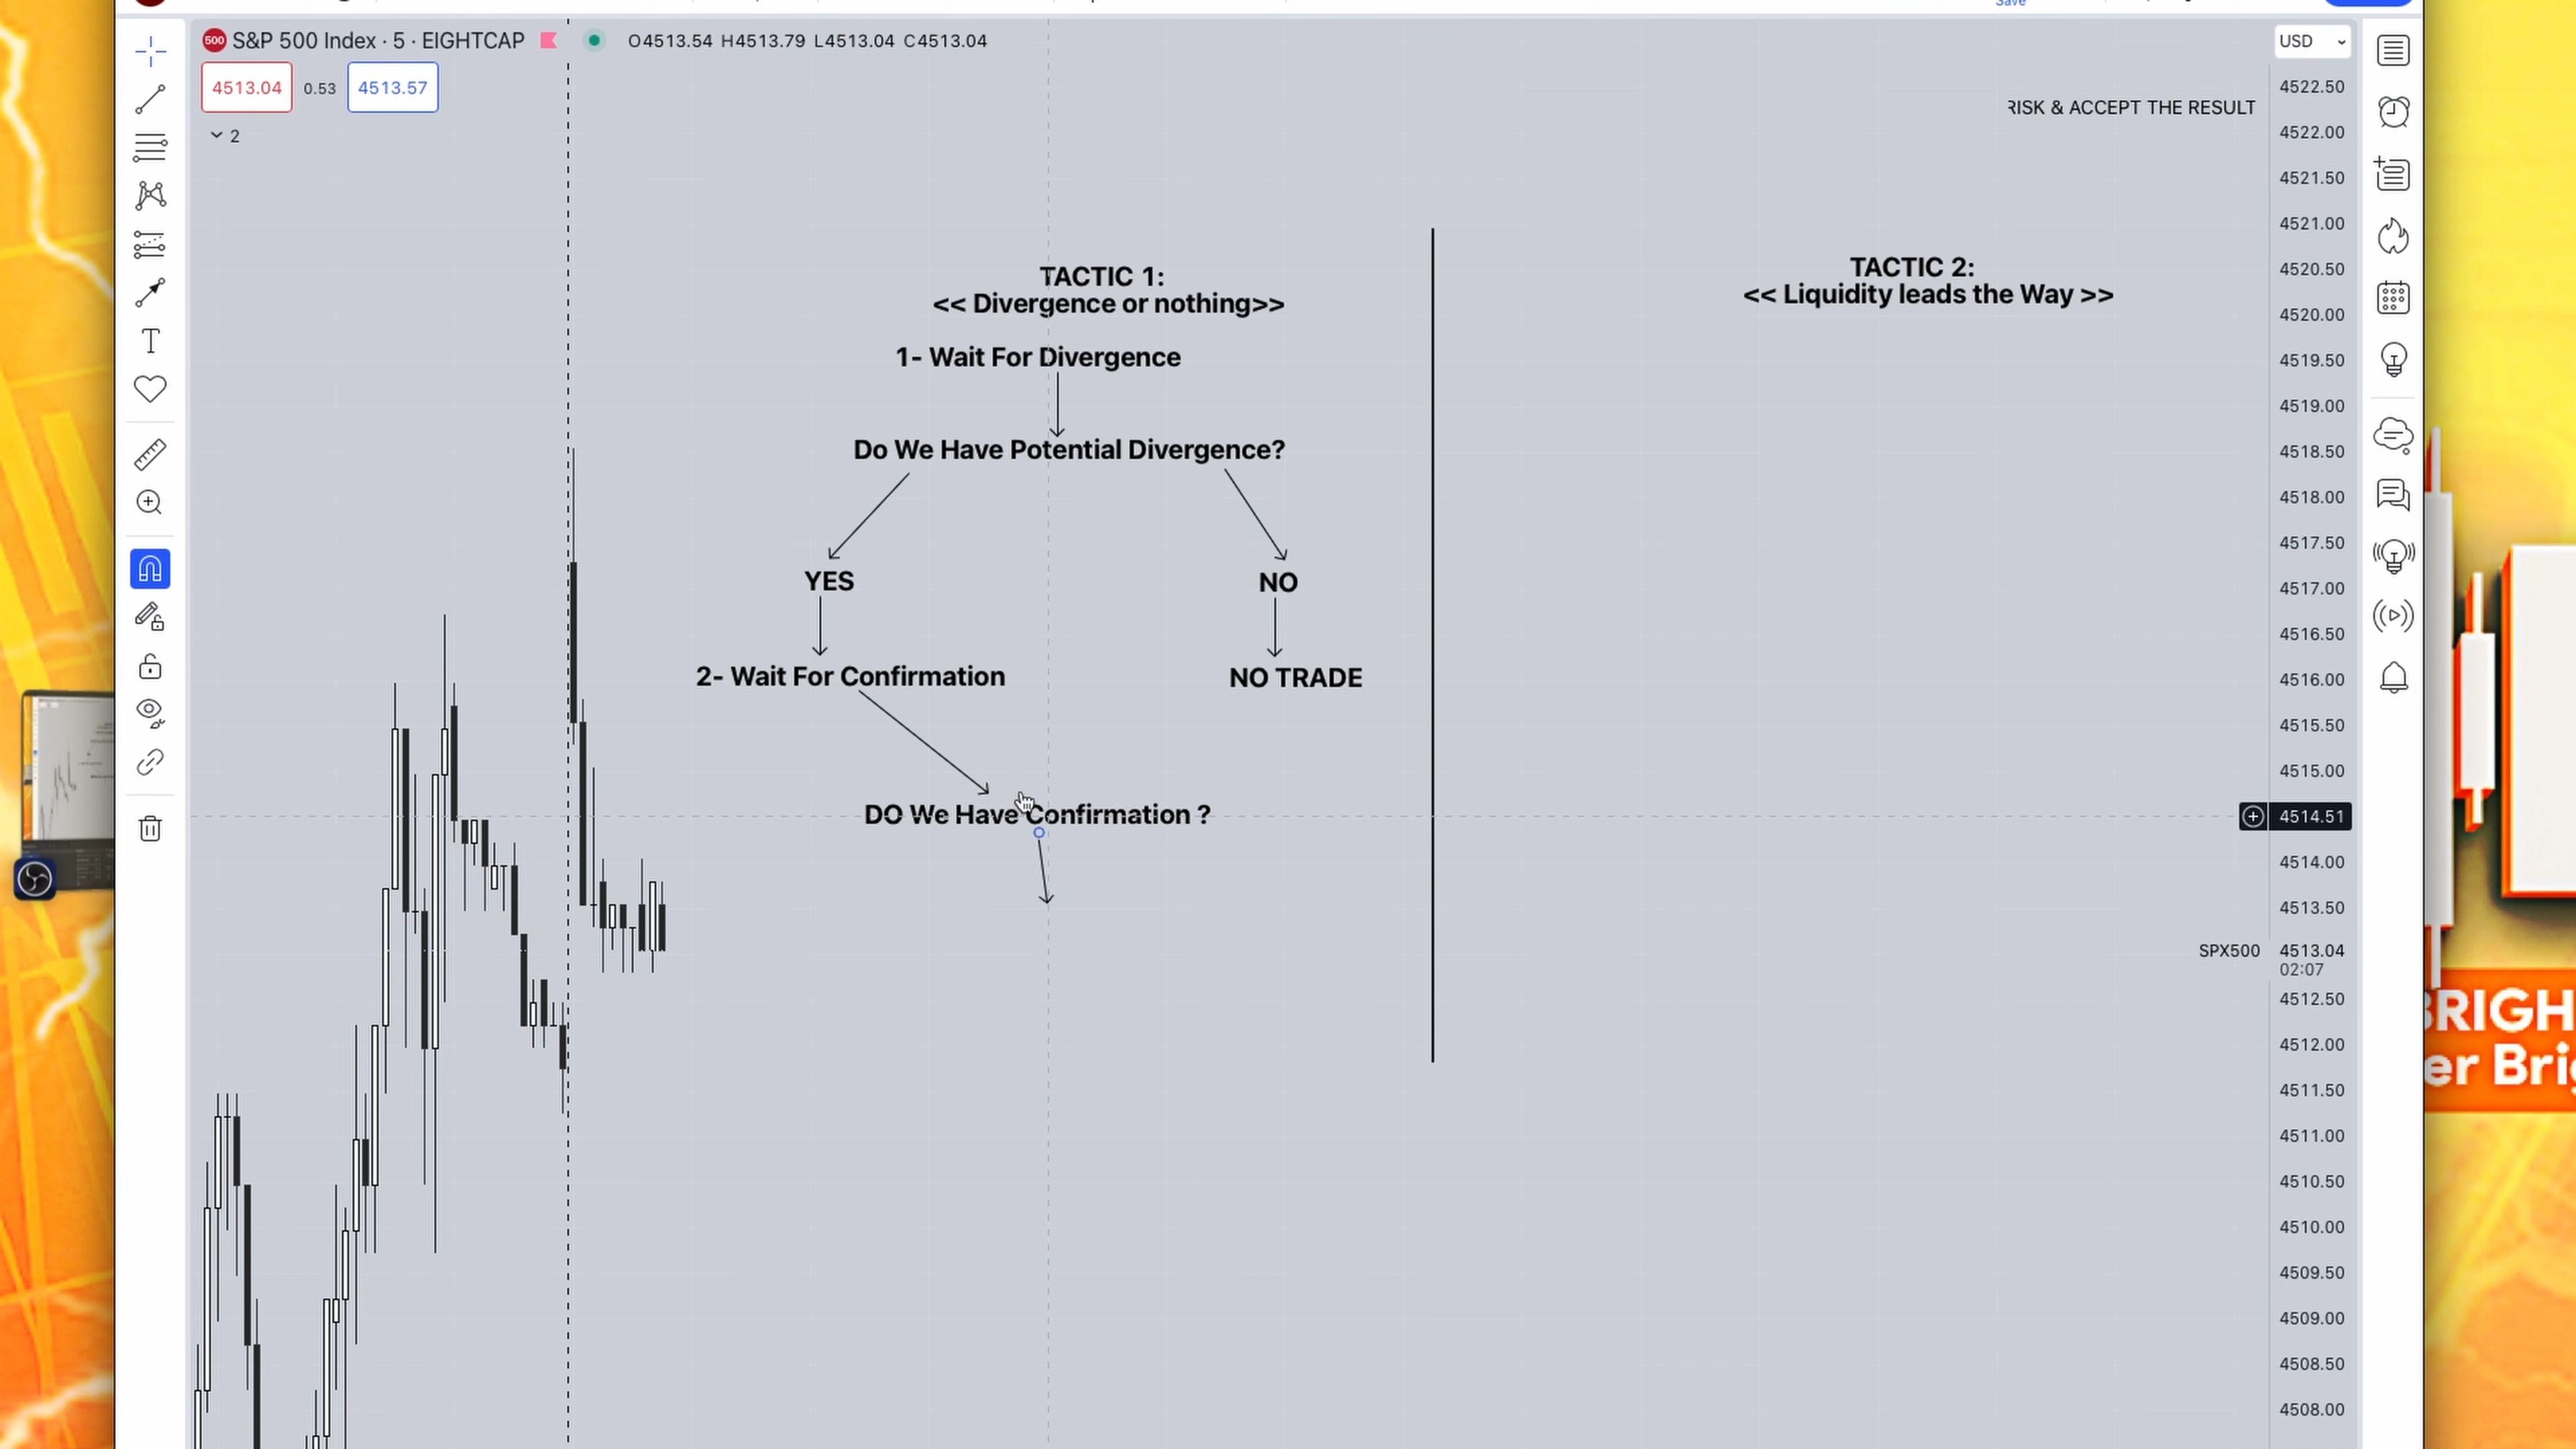 Save
500 S&P 500 Index · 5 · EIGHTCAP O4513.54 H4513.79 L4513.04 C4513.04
USD
4513.04 0.53 4513.57
2
RISK & ACCEPT THE RESULT
TACTIC 1:
<< Divergence or nothing>>
1- Wait For Divergence
Do We Have Potential Divergence?
YES
NO
2- Wait For Confirmation
NO TRADE
DO We Have Confirmation ?
TACTIC 2:
<< Liquidity leads the Way >>
4522.50
4522.00
4521.50
4521.00
4520.50
4520.00
4519.50
4519.00
4518.50
4518.00
4517.50
4517.00
4516.50
4516.00
4515.50
4515.00
4514.51
4514.00
4513.50
SPX500 4513.04
02:07
4512.50
4512.00
4511.50
4511.00
4510.50
4510.00
4509.50
4509.00
4508.50
4508.00
BRIGH
er Brig